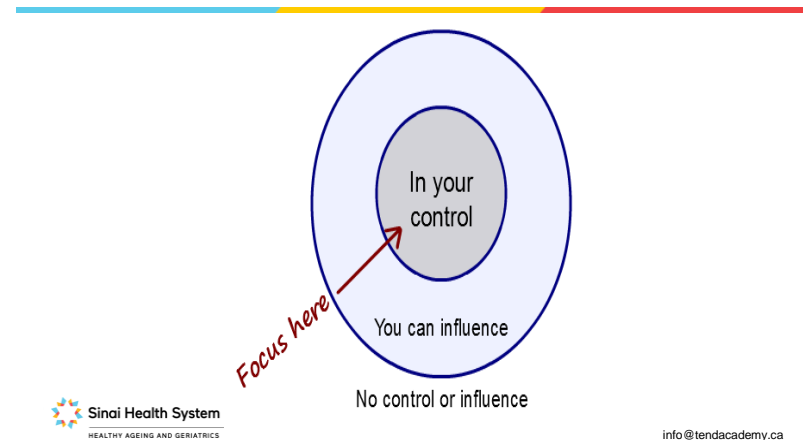 In your
control
Focus here
You can influence
No control or influence
Sinai Health System
HEALTHY AGEING AND GERIATRICS
info@tendacademy.ca